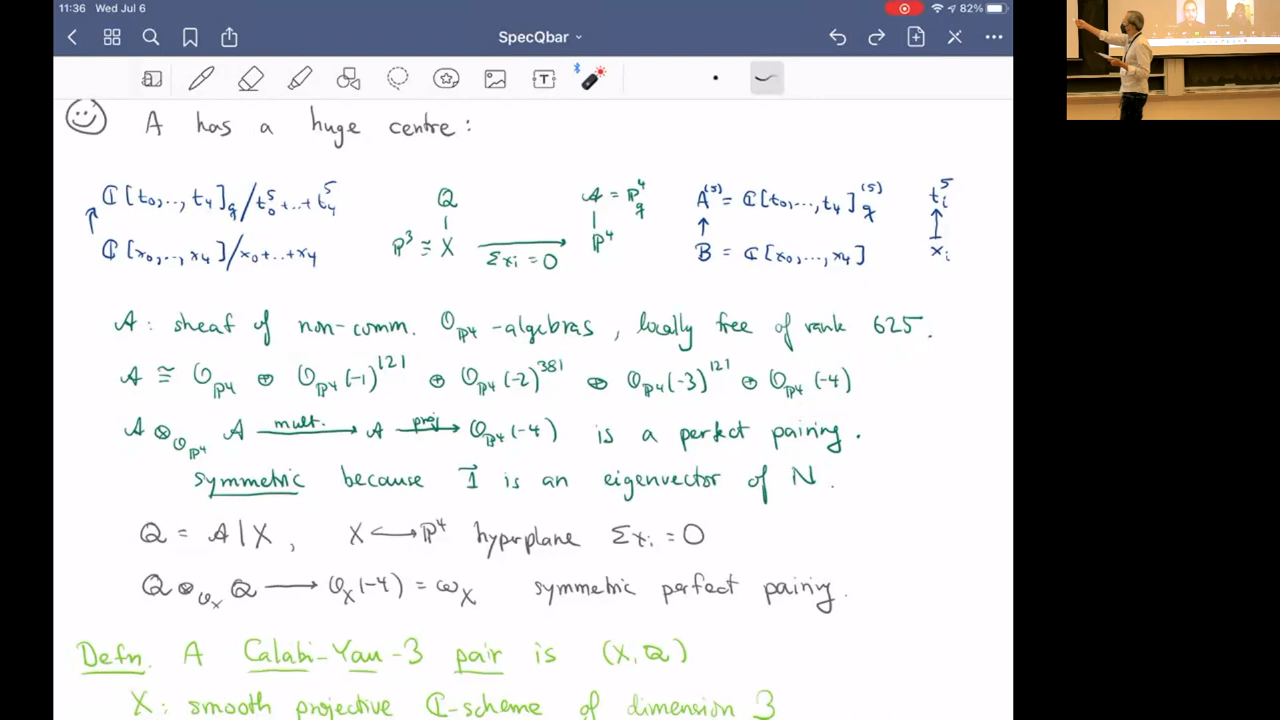 11:36 Wed Jul 6
82%
SpecQbar
A has a huge centre:
ℂ[t₀,..,t₄]_q / t₀⁵+..+t₄⁵
ℂ[x₀,..,x₄] / x₀+..+x₄
Q
ℙ³ ≅ X
Σxᵢ = 0
𝒜 = ℙ⁴_q
ℙ⁴
A⁽⁵⁾ = ℂ[t₀,..,t₄]_q⁽⁵⁾
B = ℂ[x₀,...,x₄]
tᵢ⁵
xᵢ
𝒜 : sheaf of non-comm. 𝒪_ℙ⁴-algebras, locally free of rank 625.
𝒜 ≅ 𝒪_ℙ⁴ ⊕ 𝒪_ℙ⁴(-1)¹²¹ ⊕ 𝒪_ℙ⁴(-2)³⁸¹ ⊕ 𝒪_ℙ⁴(-3)¹²¹ ⊕ 𝒪_ℙ⁴(-4)
𝒜 ⊗_𝒪_ℙ⁴ 𝒜 —mult.→ 𝒜 —proj→ 𝒪_ℙ⁴(-4) is a perfect pairing.
symmetric because 1⃗ is an eigenvector of N.
Q = 𝒜|X, X ↪ ℙ⁴ hyperplane Σxᵢ = 0
Q ⊗_𝒪_X Q ⟶ 𝒪_X(-4) = ω_X symmetric perfect pairing.
Defn. A Calabi-Yau-3 pair is (X,Q)
X: smooth projective ℂ-scheme of dimension 3